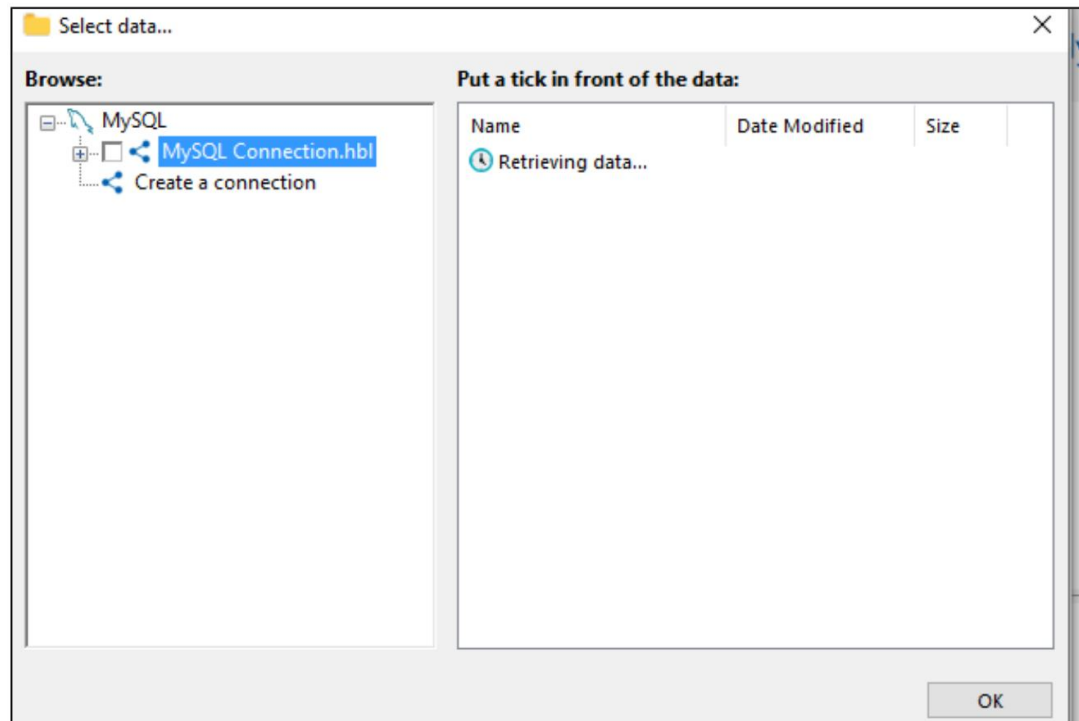 Select data...
Browse:
Put a tick in front of the data:
MySQL
MySQL Connection.hbl
Create a connection
Name Date Modified Size
Retrieving data...
OK